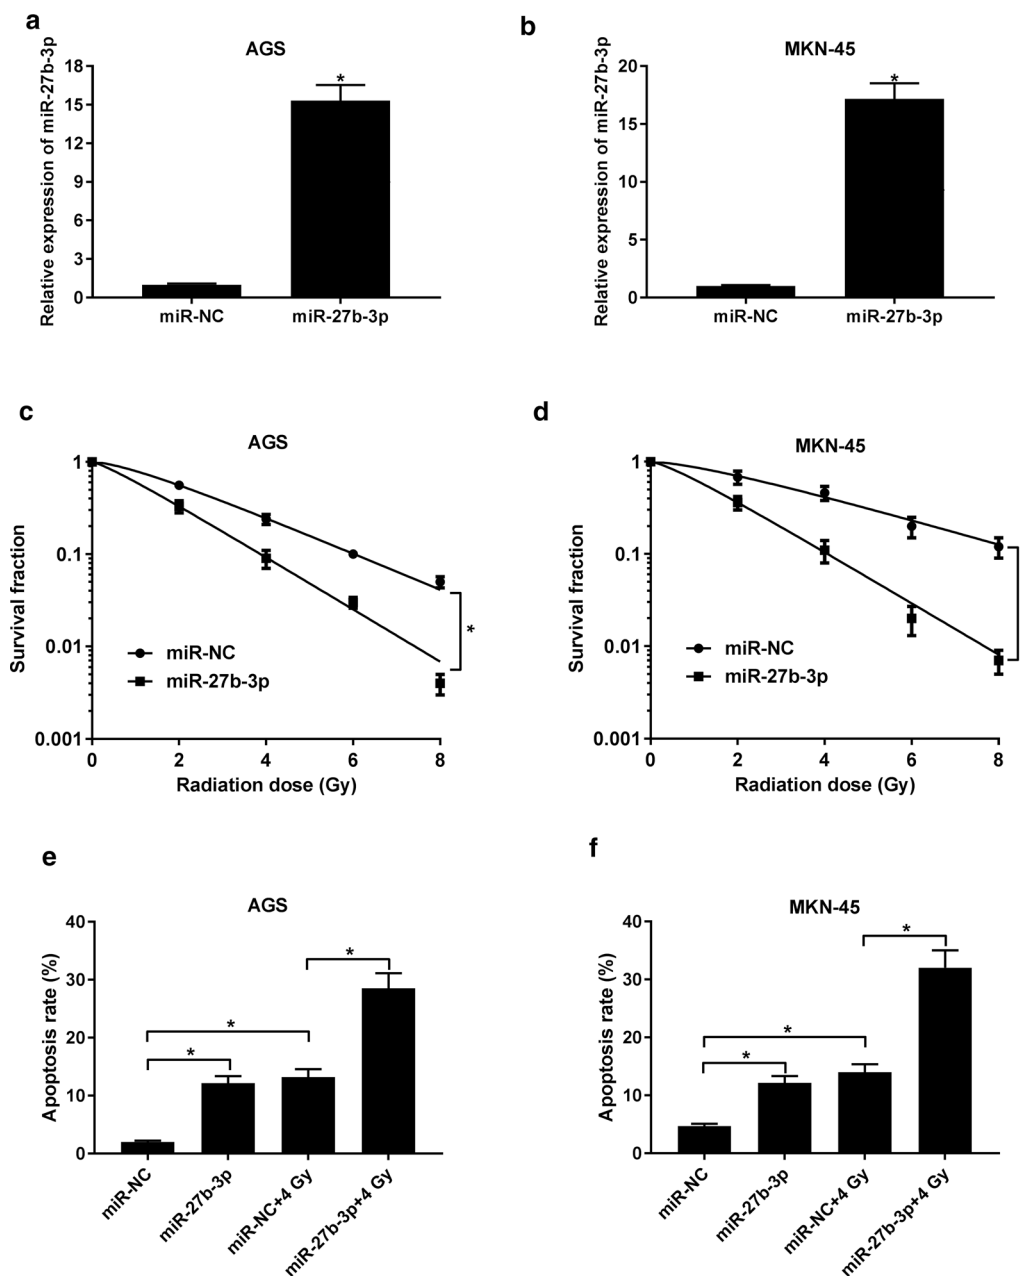 a
AGS
Relative expression of miR-27b-3p
18
15
12
9
6
3
0
*
miR-NC
miR-27b-3p
b
MKN-45
Relative expression of miR-27b-3p
20
15
10
5
0
*
miR-NC
miR-27b-3p
c
AGS
Survival fraction
1
0.1
0.01
0.001
miR-NC
miR-27b-3p
*
0 2 4 6 8
Radiation dose (Gy)
d
MKN-45
Survival fraction
1
0.1
0.01
0.001
miR-NC
miR-27b-3p
0 2 4 6 8
Radiation dose (Gy)
e
AGS
Apoptosis rate (%)
40
30
20
10
0
*
*
*
miR-NC
miR-27b-3p
miR-NC+4 Gy
miR-27b-3p+4 Gy
f
MKN-45
Apoptosis rate (%)
40
30
20
10
0
*
*
*
miR-NC
miR-27b-3p
miR-NC+4 Gy
miR-27b-3p+4 Gy